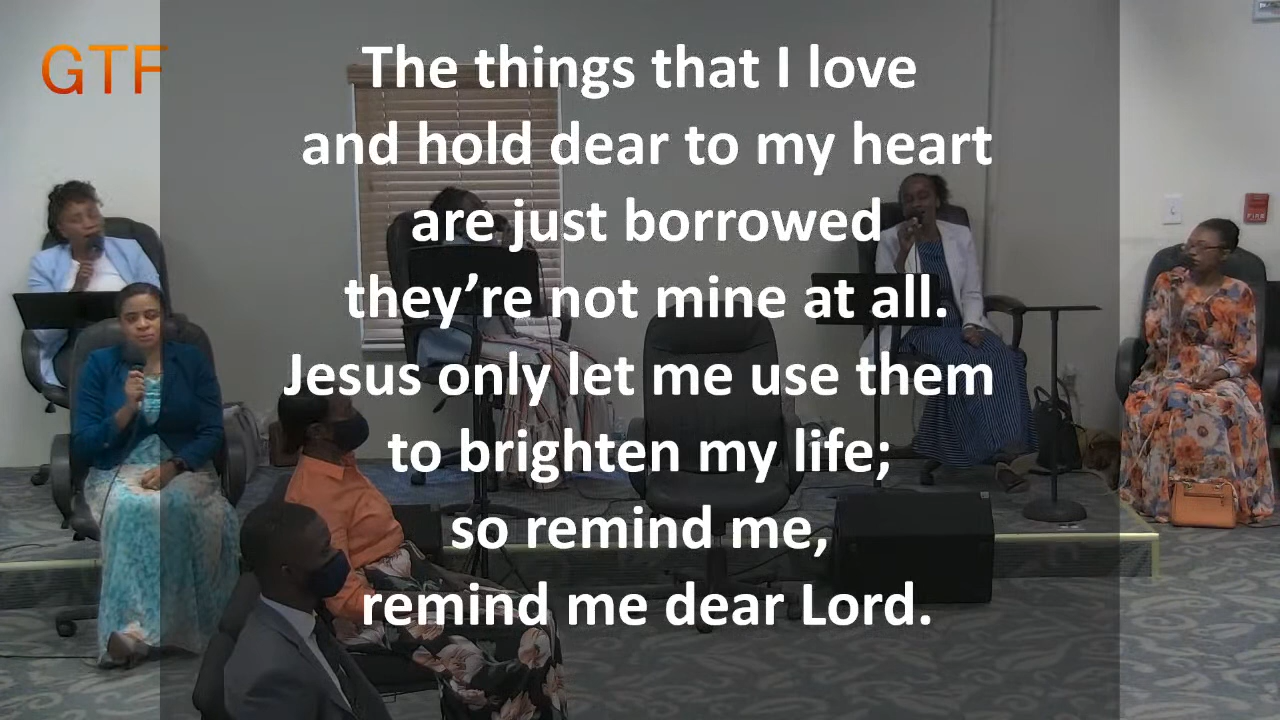 GTF
The things that I love
and hold dear to my heart
are just borrowed
they’re not mine at all.
Jesus only let me use them
to brighten my life;
so remind me,
remind me dear Lord.
FIRE